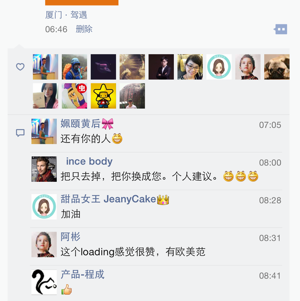 厦门 · 驾遇
06:46 删除
姵颐黄后🎀 07:05
还有你的人😄
ince body 08:00
把只去掉，把你换成您。个人建议。😄😄😄
甜品女王 JeanyCake👸 08:28
加油
阿彬 08:31
这个loading感觉很赞，有欧美范
产品-程成 08:41
👍